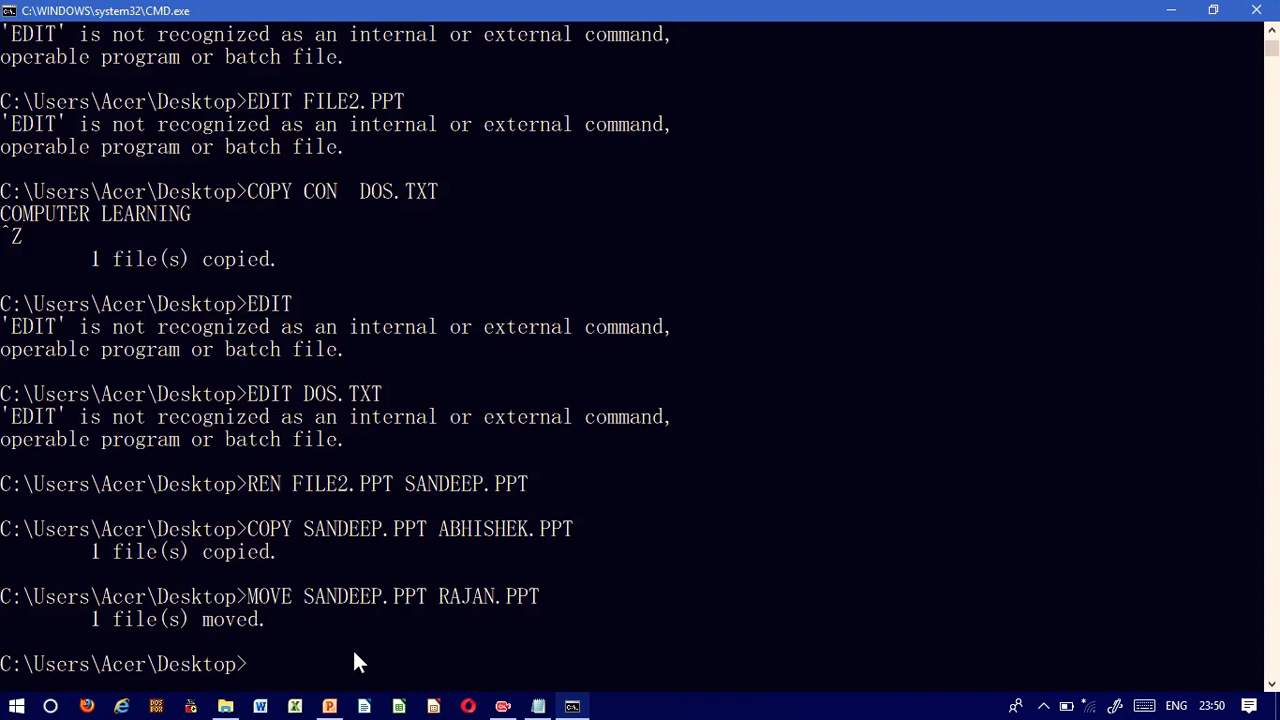 C:\WINDOWS\system32\CMD.exe
'EDIT' is not recognized as an internal or external command,
operable program or batch file.
C:\Users\Acer\Desktop>EDIT FILE2.PPT
'EDIT' is not recognized as an internal or external command,
operable program or batch file.
C:\Users\Acer\Desktop>COPY CON  DOS.TXT
COMPUTER LEARNING
^Z
        1 file(s) copied.
C:\Users\Acer\Desktop>EDIT
'EDIT' is not recognized as an internal or external command,
operable program or batch file.
C:\Users\Acer\Desktop>EDIT DOS.TXT
'EDIT' is not recognized as an internal or external command,
operable program or batch file.
C:\Users\Acer\Desktop>REN FILE2.PPT SANDEEP.PPT
C:\Users\Acer\Desktop>COPY SANDEEP.PPT ABHISHEK.PPT
        1 file(s) copied.
C:\Users\Acer\Desktop>MOVE SANDEEP.PPT RAJAN.PPT
        1 file(s) moved.
C:\Users\Acer\Desktop>
ENG 23:50